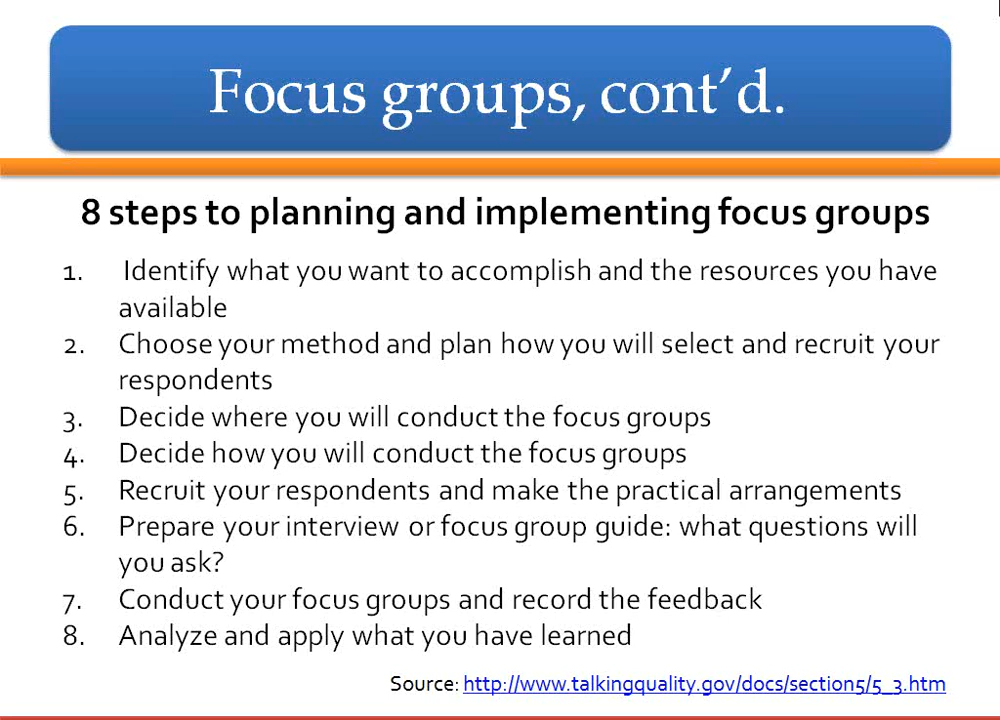 Focus groups, cont’d.
8 steps to planning and implementing focus groups
1. Identify what you want to accomplish and the resources you have
available
2. Choose your method and plan how you will select and recruit your
respondents
3. Decide where you will conduct the focus groups
4. Decide how you will conduct the focus groups
5. Recruit your respondents and make the practical arrangements
6. Prepare your interview or focus group guide: what questions will
you ask?
7. Conduct your focus groups and record the feedback
8. Analyze and apply what you have learned
Source: http://www.talkingquality.gov/docs/section5/5_3.htm